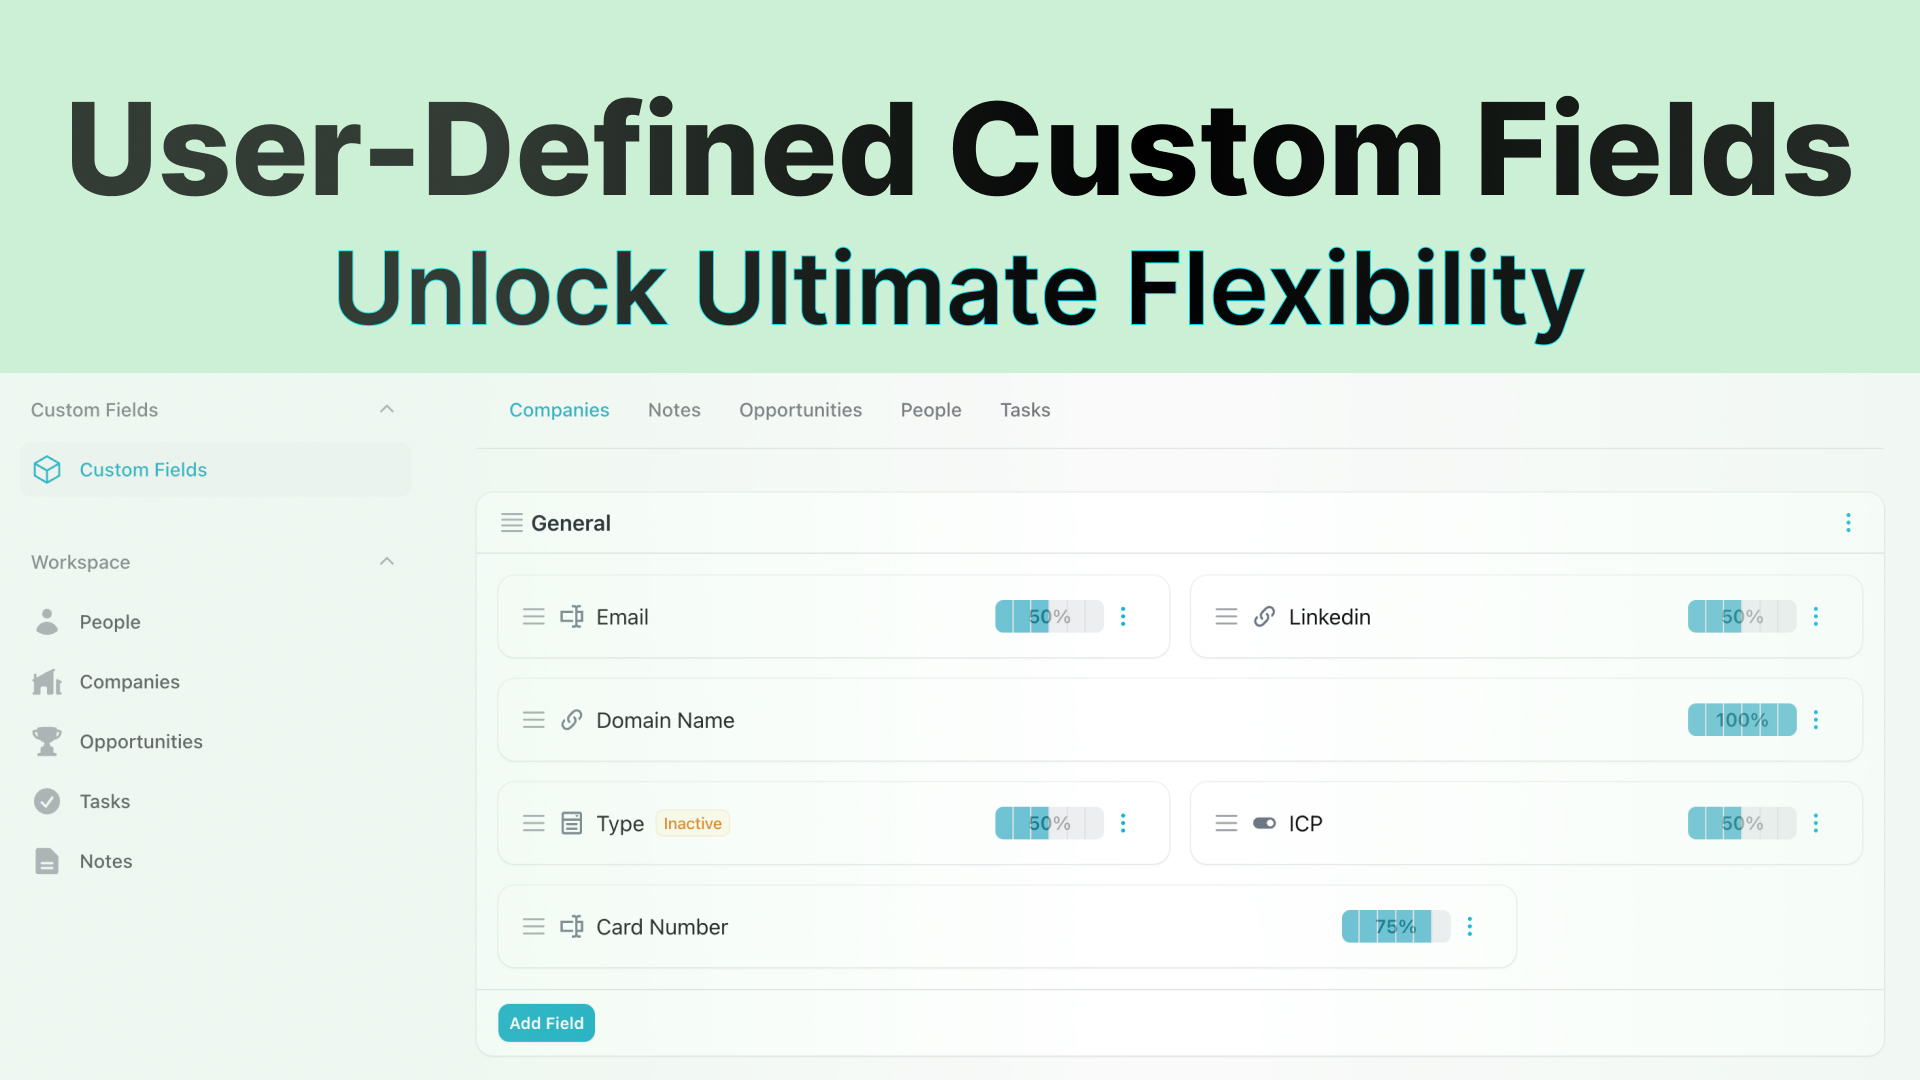 User-Defined Custom Fields
Unlock Ultimate Flexibility
Custom Fields
Custom Fields
Workspace
People
Companies
Opportunities
Tasks
Notes
Companies Notes Opportunities People Tasks
General
Email 50%
Linkedin 50%
Domain Name 100%
Type Inactive 50%
ICP 50%
Card Number 75%
Add Field